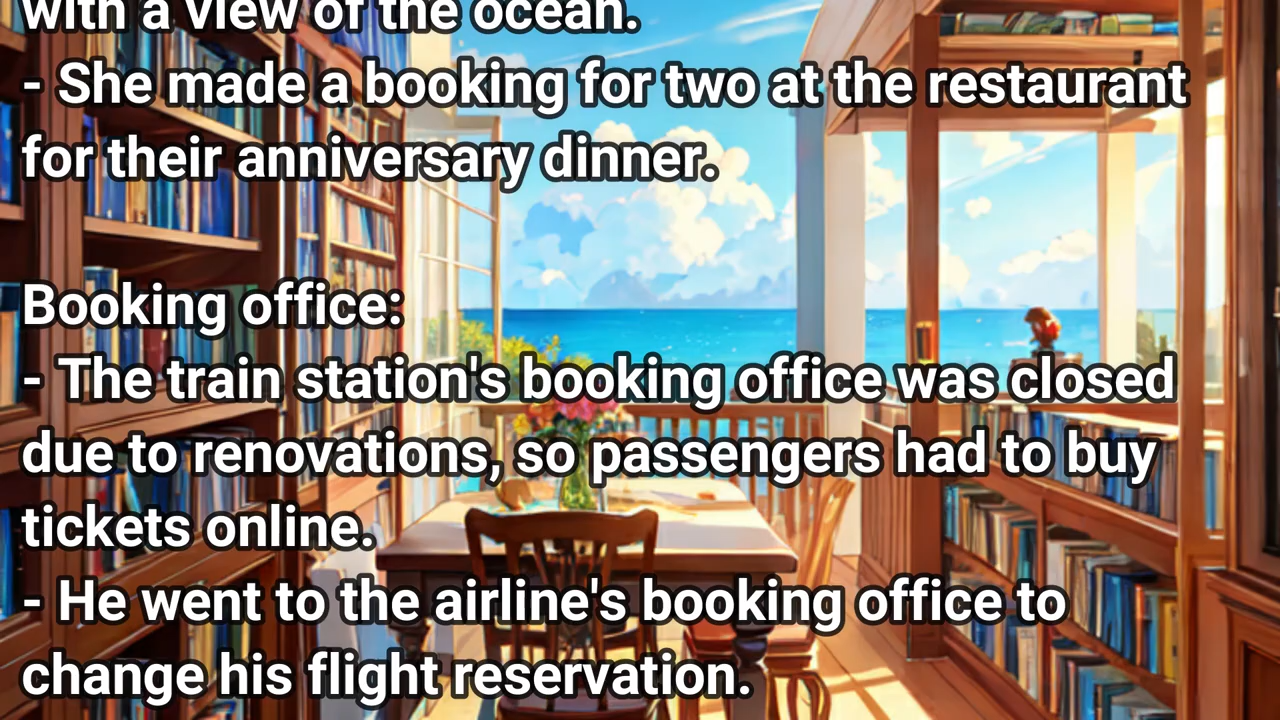 with a view of the ocean.
- She made a booking for two at the restaurant
for their anniversary dinner.
Booking office:
- The train station's booking office was closed
due to renovations, so passengers had to buy
tickets online.
- He went to the airline's booking office to
change his flight reservation.